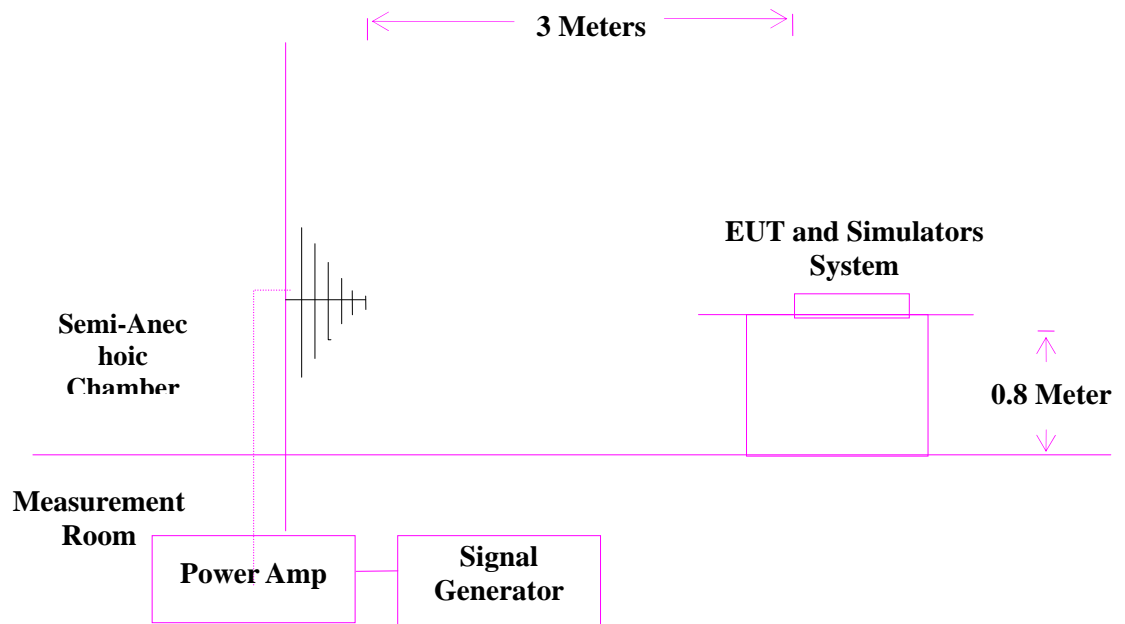 3 Meters
EUT and Simulators
System
Semi-Anec
hoic
Chamber
0.8 Meter
Measurement
Room
Power Amp
Signal
Generator